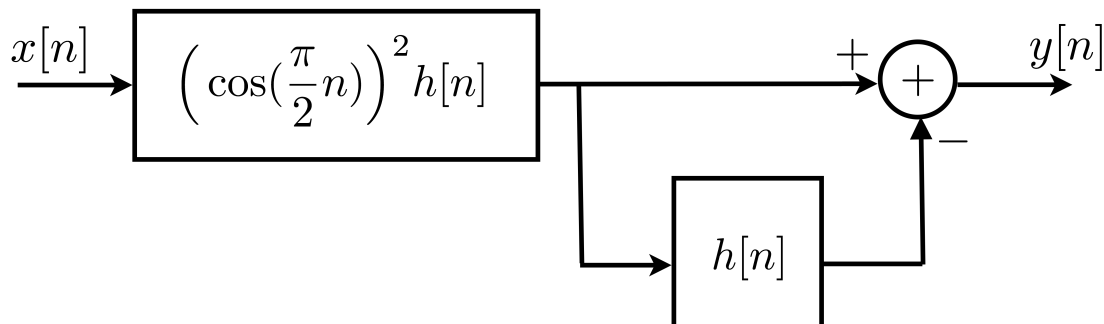 x[n]
(cos(π/2 n))² h[n]
+
+
y[n]
−
h[n]